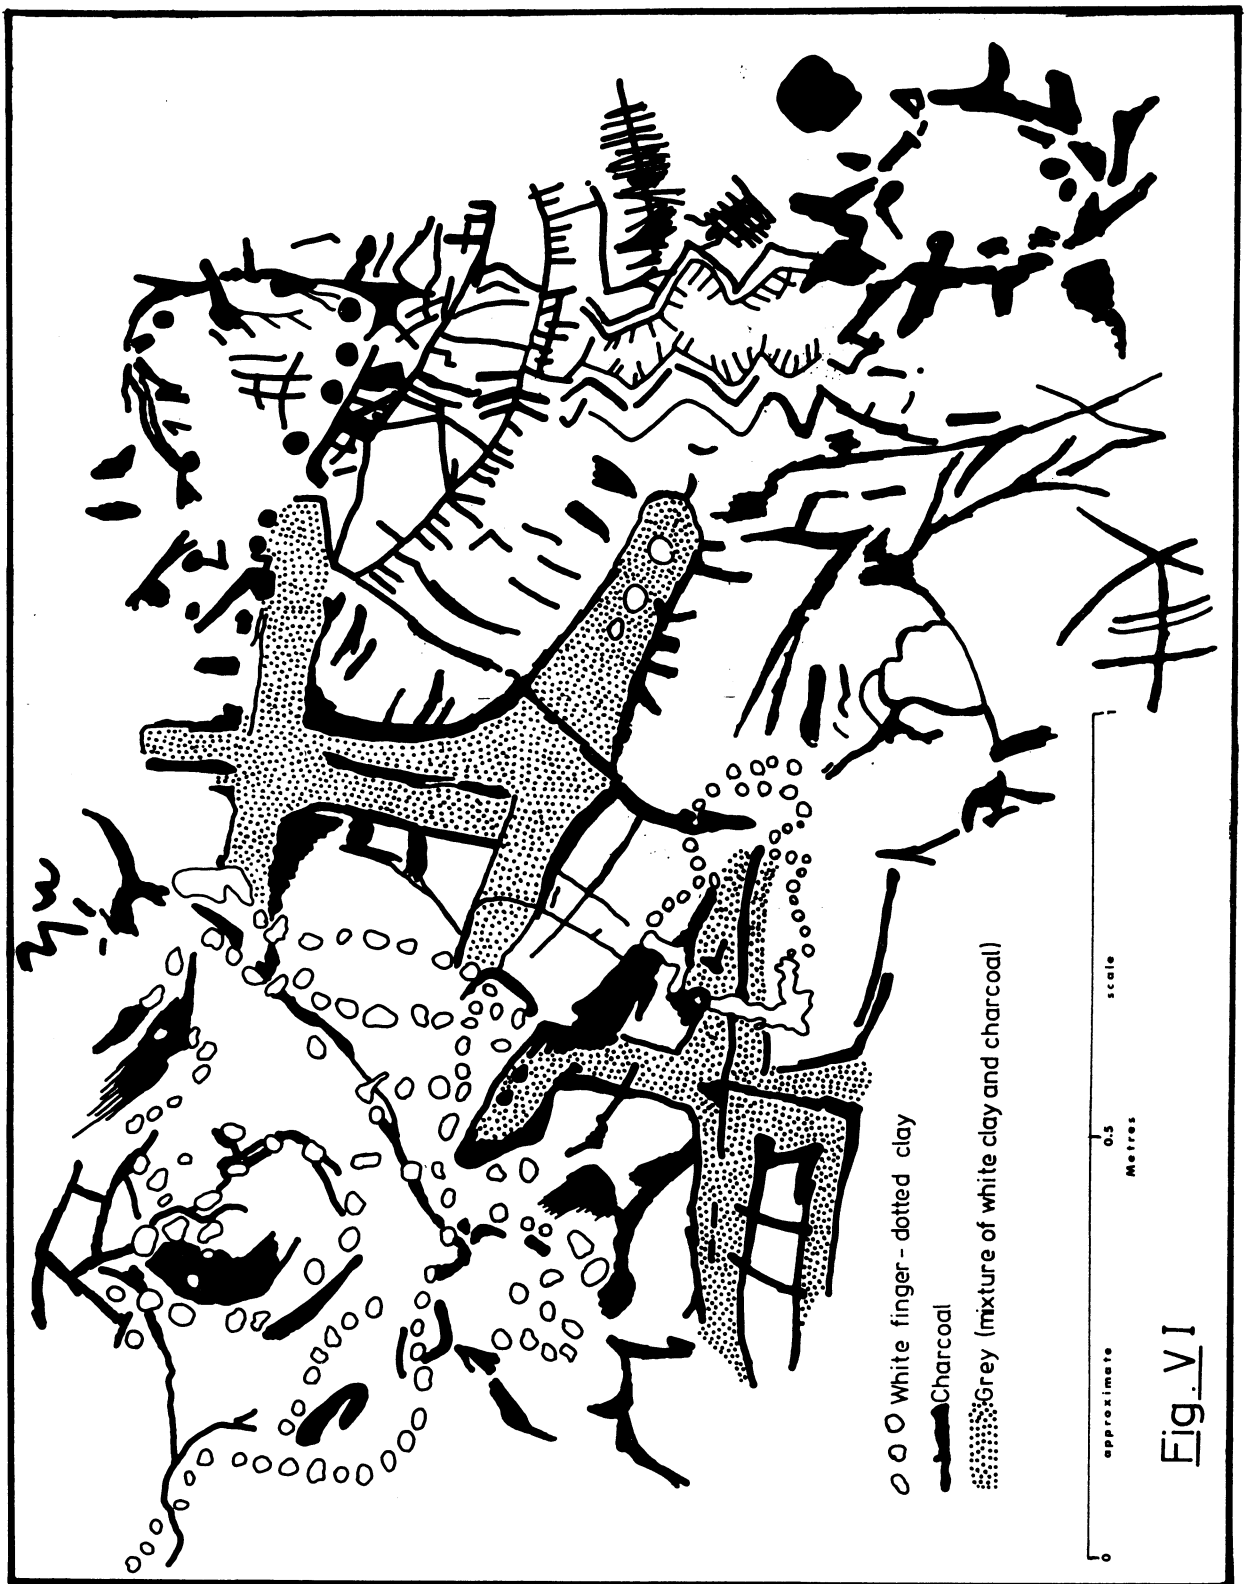 White finger-dotted clay
Charcoal
Grey (mixture of white clay and charcoal)
0 0.5 1
approximate Metres scale
Fig. VI